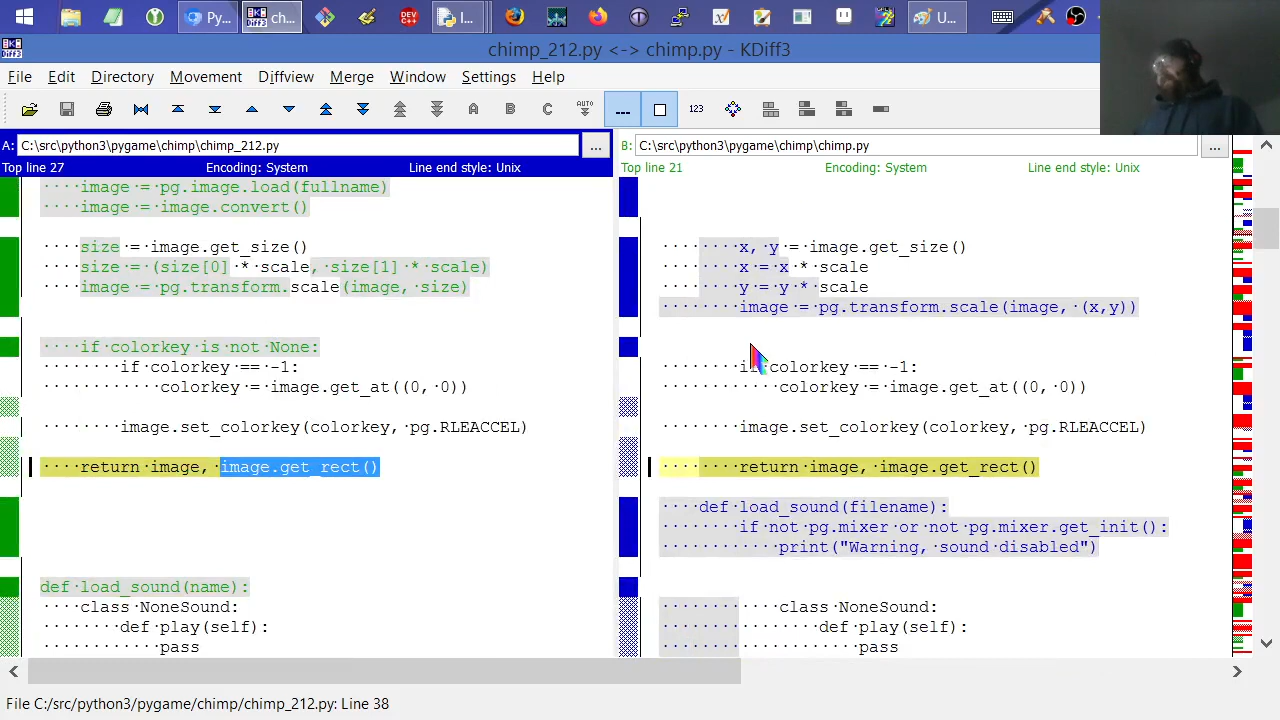 Py...
ch...
I...
U...
DEV
C++
KD
Diff3
chimp_212.py <-> chimp.py - KDiff3
File Edit Directory Movement Diffview Merge Window Settings Help
A B C AUTO 123
A: C:\src\python3\pygame\chimp\chimp_212.py ...
Top line 27 Encoding: System Line end style: Unix
····image·=·pg.image.load(fullname)
····image·=·image.convert()
····size·=·image.get_size()
····size·=·(size[0]·*·scale,·size[1]·*·scale)
····image·=·pg.transform.scale(image,·size)
····if·colorkey·is·not·None:
········if·colorkey·==·-1:
············colorkey·=·image.get_at((0,·0))
········image.set_colorkey(colorkey,·pg.RLEACCEL)
····return·image,·image.get_rect()
def·load_sound(name):
····class·NoneSound:
········def·play(self):
············pass
B: C:\src\python3\pygame\chimp\chimp.py ...
Top line 21 Encoding: System Line end style: Unix
········x,·y·=·image.get_size()
········x·=·x·*·scale
········y·=·y·*·scale
········image·=·pg.transform.scale(image,·(x,y))
········if·colorkey·==·-1:
············colorkey·=·image.get_at((0,·0))
········image.set_colorkey(colorkey,·pg.RLEACCEL)
········return·image,·image.get_rect()
····def·load_sound(filename):
········if·not·pg.mixer·or·not·pg.mixer.get_init():
············print("Warning,·sound·disabled")
············class·NoneSound:
················def·play(self):
····················pass
File C:/src/python3/pygame/chimp/chimp_212.py: Line 38